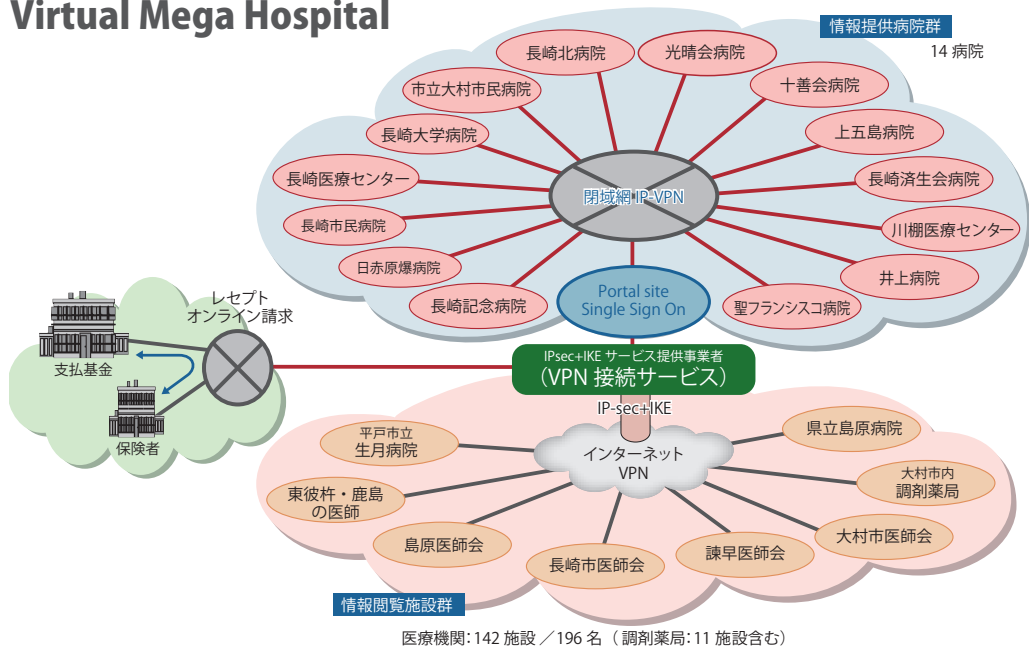 Virtual Mega Hospital
情報提供病院群
14 病院
長崎北病院
光晴会病院
市立大村市民病院
十善会病院
長崎大学病院
上五島病院
長崎医療センター
長崎済生会病院
閉域網 IP-VPN
長崎市民病院
川棚医療センター
日赤原爆病院
井上病院
長崎記念病院
Portal site
Single Sign On
聖フランシスコ病院
レセプト
オンライン請求
支払基金
保険者
IPsec+IKE サービス提供事業者
（VPN 接続サービス）
IP-sec+IKE
インターネット
VPN
平戸市立
生月病院
県立島原病院
東彼杵・鹿島
の医師
大村市内
調剤薬局
島原医師会
大村市医師会
長崎市医師会
諫早医師会
情報閲覧施設群
医療機関：142 施設 ／196 名（ 調剤薬局：11 施設含む）